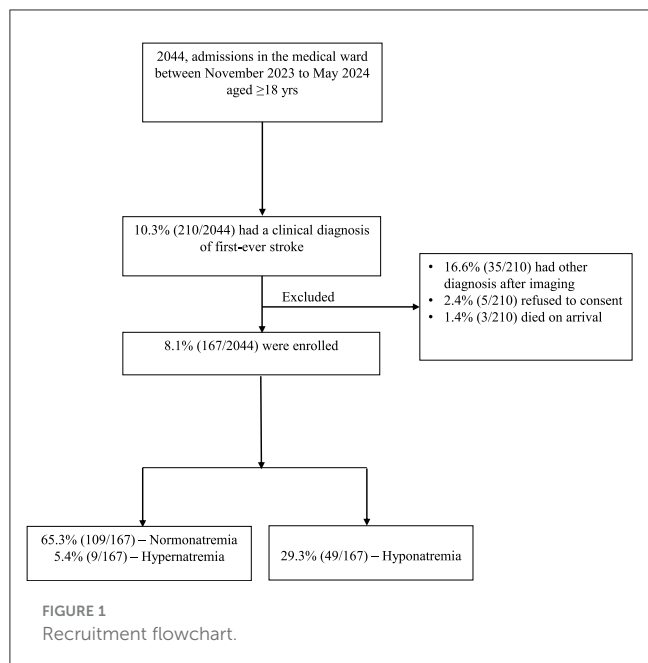 2044, admissions in the medical ward
between November 2023 to May 2024
aged ≥18 yrs
10.3% (210/2044) had a clinical diagnosis
of first-ever stroke
Excluded
• 16.6% (35/210) had other
diagnosis after imaging
• 2.4% (5/210) refused to consent
• 1.4% (3/210) died on arrival
8.1% (167/2044) were enrolled
65.3% (109/167) – Normonatremia
5.4% (9/167) – Hypernatremia
29.3% (49/167) – Hyponatremia
FIGURE 1
Recruitment flowchart.